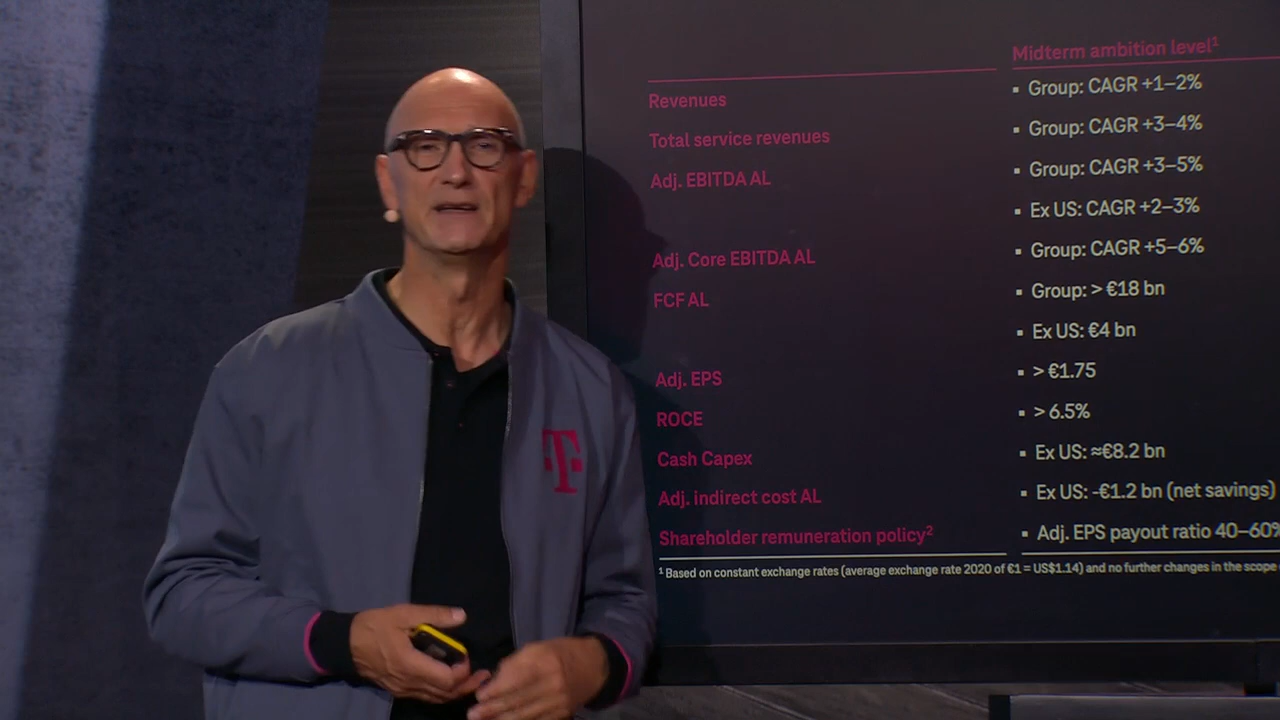 Midterm ambition level¹
Revenues
▪ Group: CAGR +1–2%
Total service revenues
▪ Group: CAGR +3–4%
Adj. EBITDA AL
▪ Group: CAGR +3–5%
▪ Ex US: CAGR +2–3%
Adj. Core EBITDA AL
▪ Group: CAGR +5–6%
FCF AL
▪ Group: > €18 bn
▪ Ex US: €4 bn
Adj. EPS
▪ > €1.75
ROCE
▪ > 6.5%
Cash Capex
▪ Ex US: ≈€8.2 bn
Adj. indirect cost AL
▪ Ex US: -€1.2 bn (net savings)
Shareholder remuneration policy²
▪ Adj. EPS payout ratio 40–60%
¹ Based on constant exchange rates (average exchange rate 2020 of €1 = US$1.14) and no further changes in the scope
T